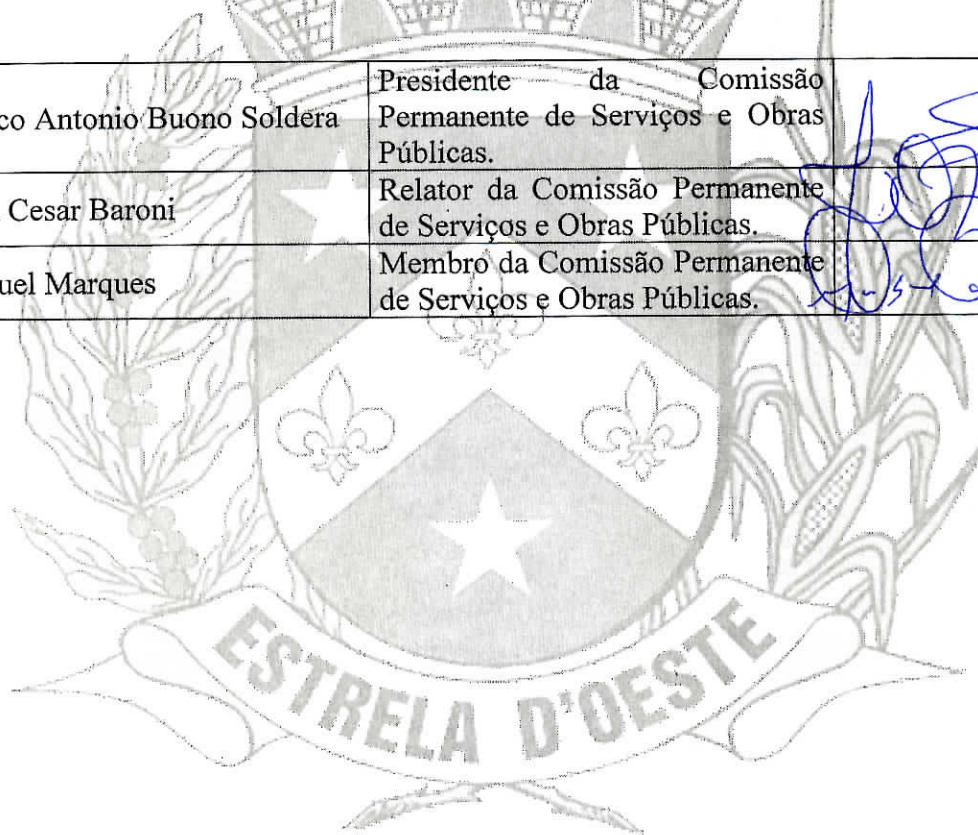 Presidente da Comissão
co Antonio Buono Soldera Permanente de Serviços e Obras
Públicas.
Cesar Baroni Relator da Comissão Permanente
de Serviços e Obras Públicas.
uel Marques Membro da Comissão Permanente
de Serviços e Obras Públicas.
ESTRELA D'OESTE